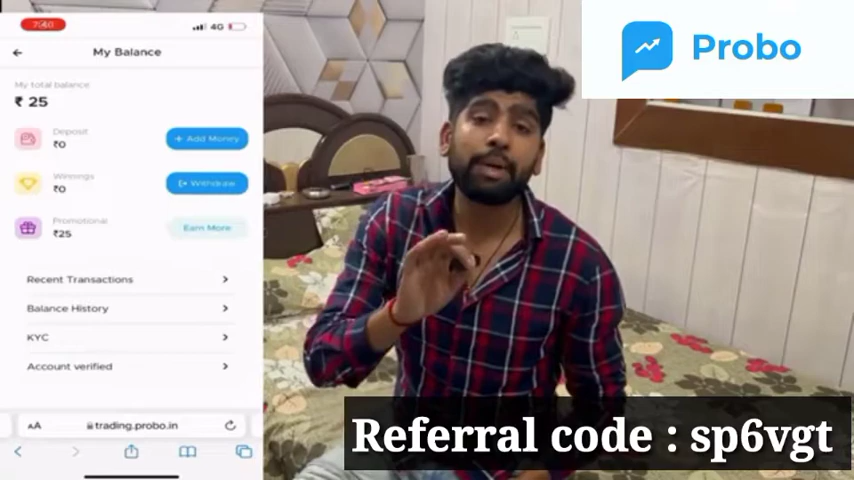 7:40
4G
My Balance
My total balance
₹ 25
Deposit
₹0
+ Add Money
Winnings
₹0
Withdraw
Promotional
₹25
Earn More
Recent Transactions
Balance History
KYC
Account verified
AA
trading.probo.in
Probo
Referral code : sp6vgt